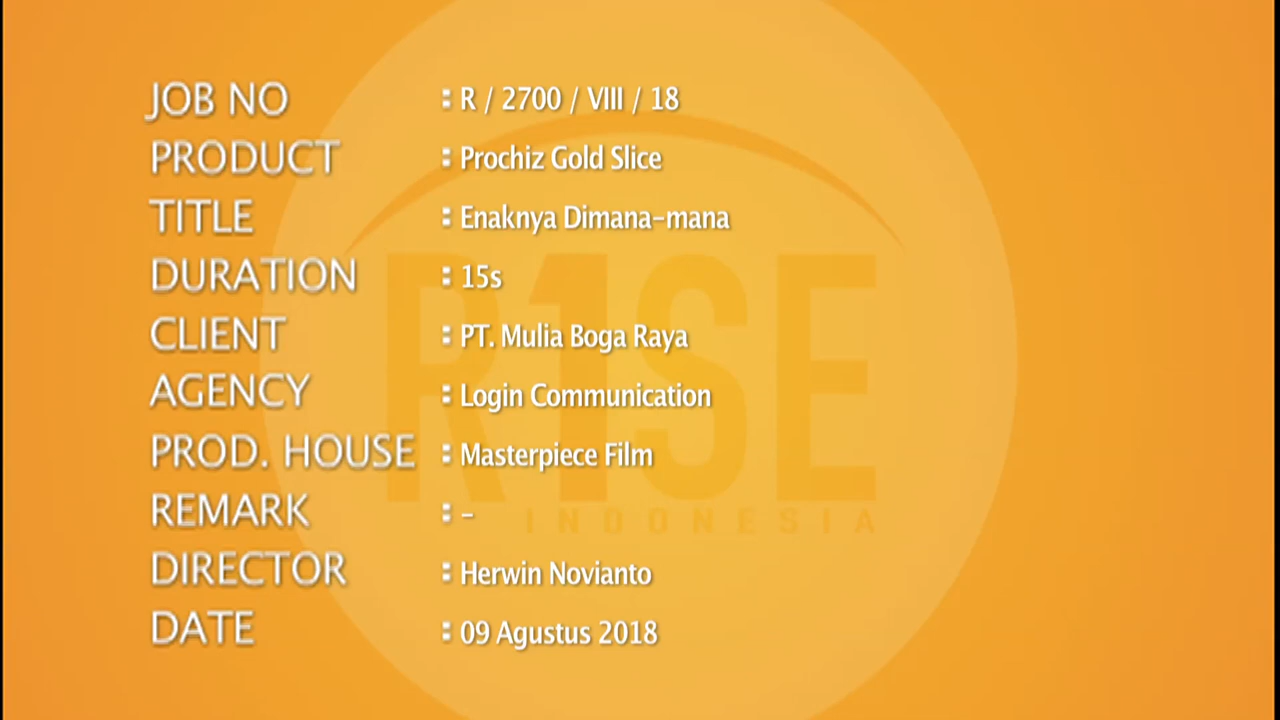 JOB NO : R / 2700 / VIII / 18
PRODUCT : Prochiz Gold Slice
TITLE : Enaknya Dimana-mana
DURATION : 15s
CLIENT : PT. Mulia Boga Raya
AGENCY : Login Communication
PROD. HOUSE : Masterpiece Film
REMARK : -
DIRECTOR : Herwin Novianto
DATE : 09 Agustus 2018
R1SE
INDONESIA